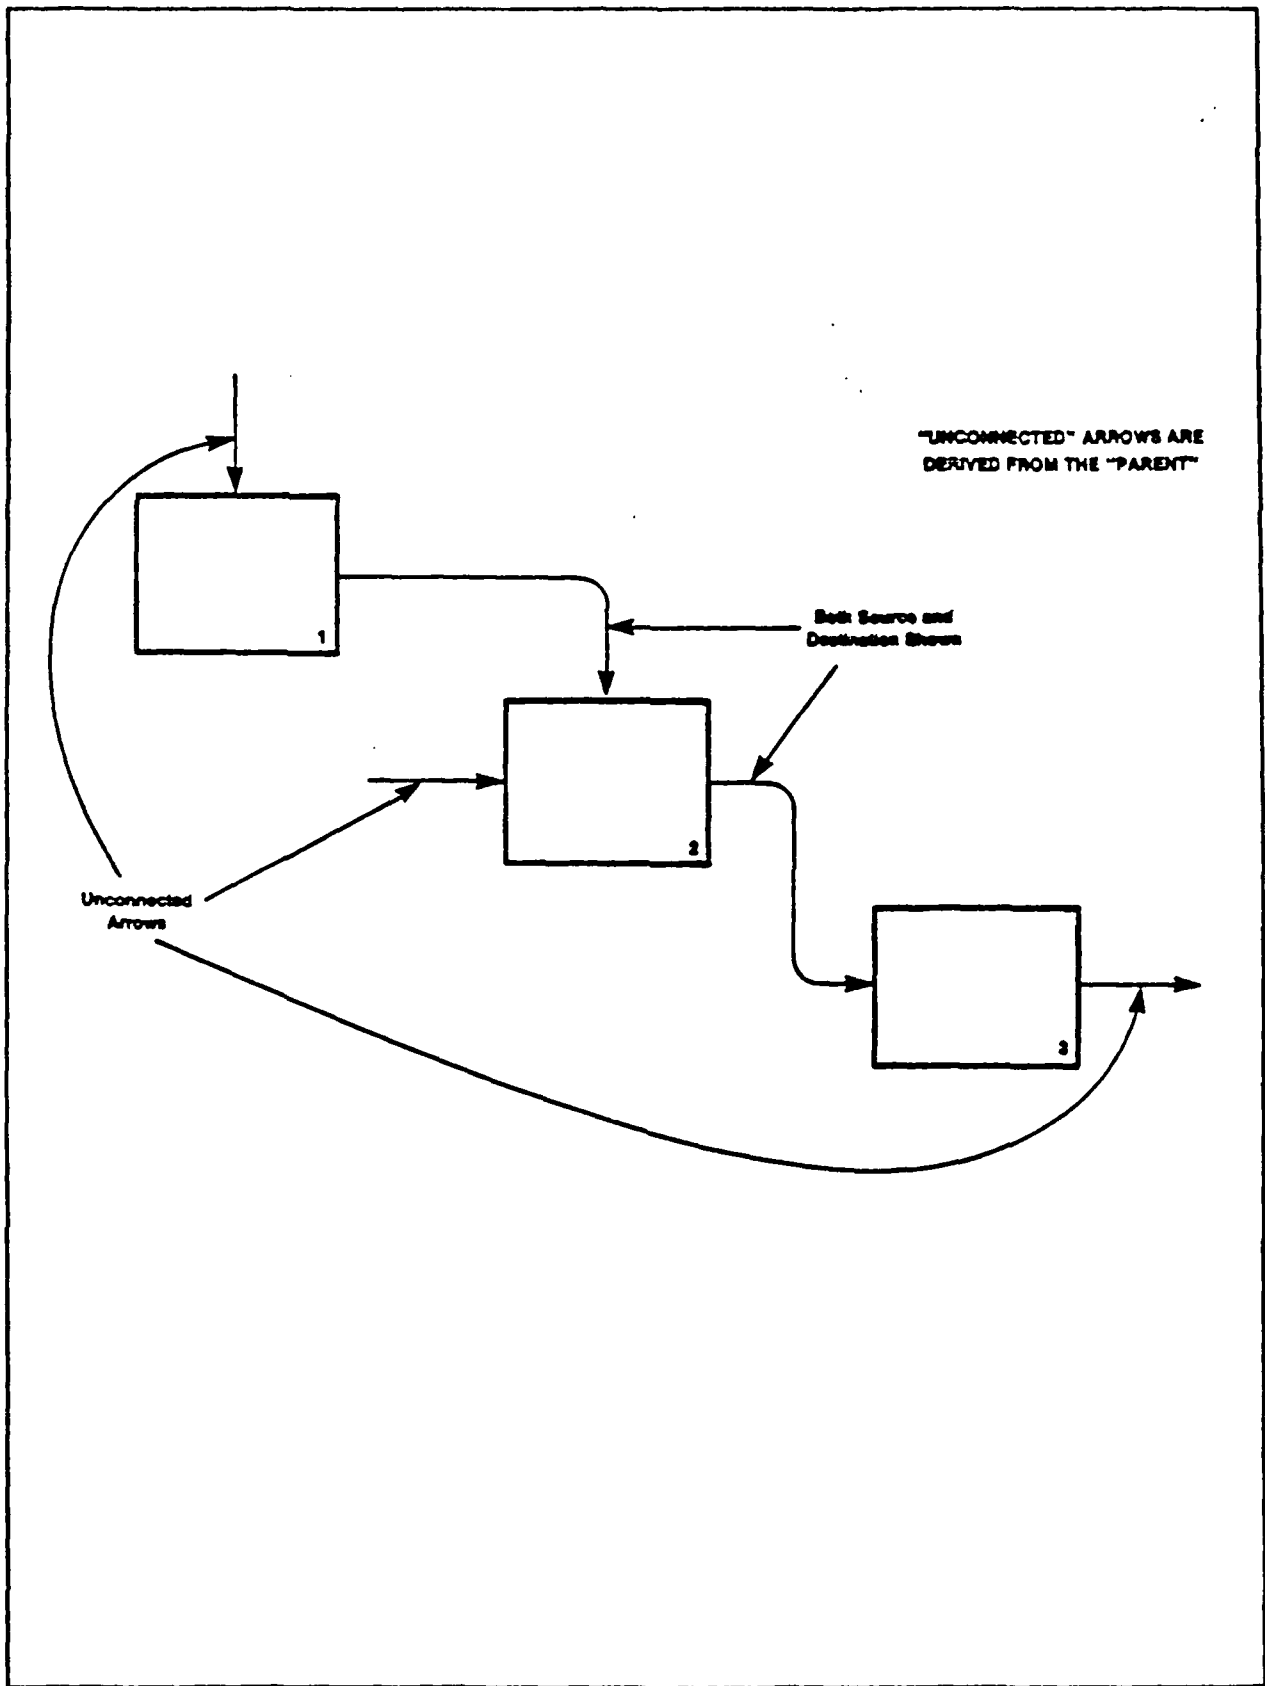 "UNCONNECTED" ARROWS ARE
DERIVED FROM THE "PARENT"
1
Both Source and
Destination Shown
2
Unconnected
Arrows
3